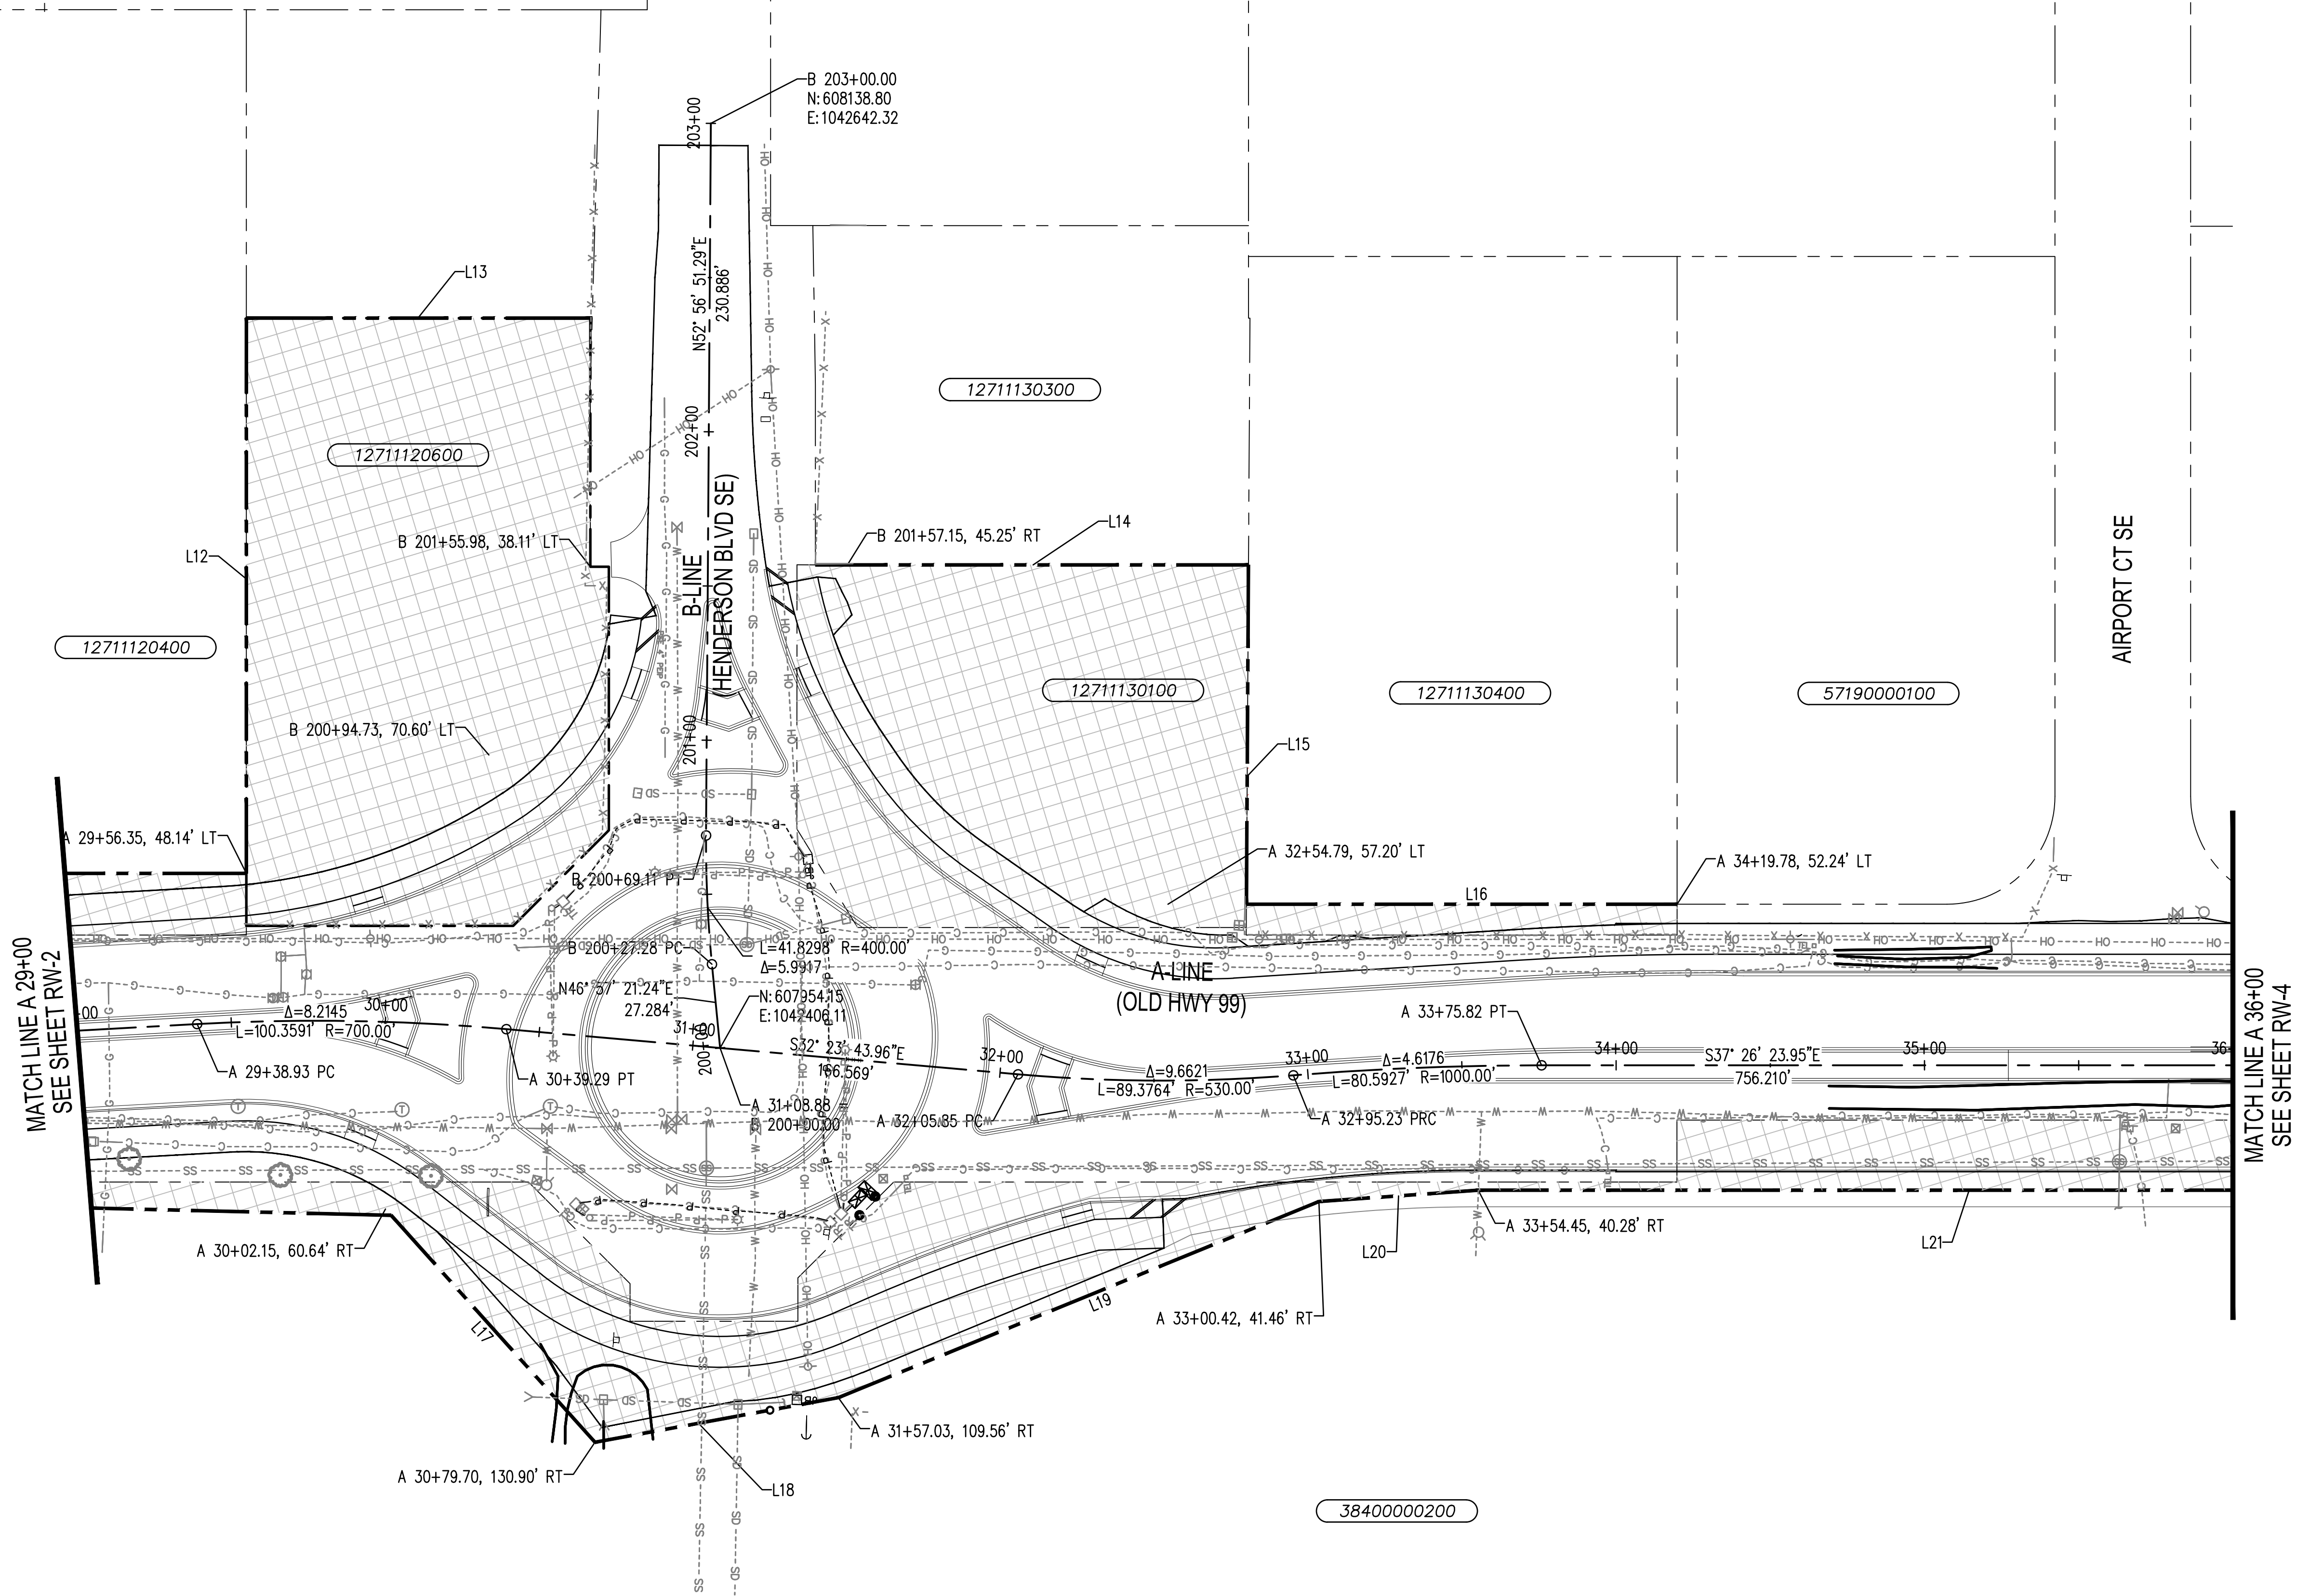 B 203+00.00
N:608138.80
E:1042642.32
203+00
L13
N52° 56' 51.29"E
230.886'
12711130300
202+00
12711120600
L14
B 201+57.15, 45.25' RT
B 201+55.98, 38.11' LT
L12
B-LINE
(HENDERSON BLVD SE)
AIRPORT CT SE
12711120400
12711130100
12711130400
57190000100
B 200+94.73, 70.60' LT
201+00
L15
A 29+56.35, 48.14' LT
A 32+54.79, 57.20' LT
A 34+19.78, 52.24' LT
B 200+69.11 PT
L16
B 200+27.28 PC
L=41.8298' R=400.00'
Δ=5.9917
A-LINE
(OLD HWY 99)
N46° 57' 21.24"E
27.284'
N:607954.15
E:1042406.11
MATCH LINE A 29+00
SEE SHEET RW-2
+00
Δ=8.2145
30+00
L=100.3591' R=700.00'
31+00
200+00
S32° 23' 43.96"E
166.569'
32+00
A 33+75.82 PT
33+00
Δ=4.6176
34+00
S37° 26' 23.95"E
35+00
36+
A 29+38.93 PC
A 30+39.29 PT
Δ=9.6621
L=89.3764' R=530.00'
L=80.5927' R=1000.00'
756.210'
A 31+08.88
B 200+00.00
A 32+05.85 PC
A 32+95.23 PRC
MATCH LINE A 36+00
SEE SHEET RW-4
A 30+02.15, 60.64' RT
L20
A 33+54.45, 40.28' RT
L21
L17
L19
A 33+00.42, 41.46' RT
A 31+57.03, 109.56' RT
A 30+79.70, 130.90' RT
L18
38400000200